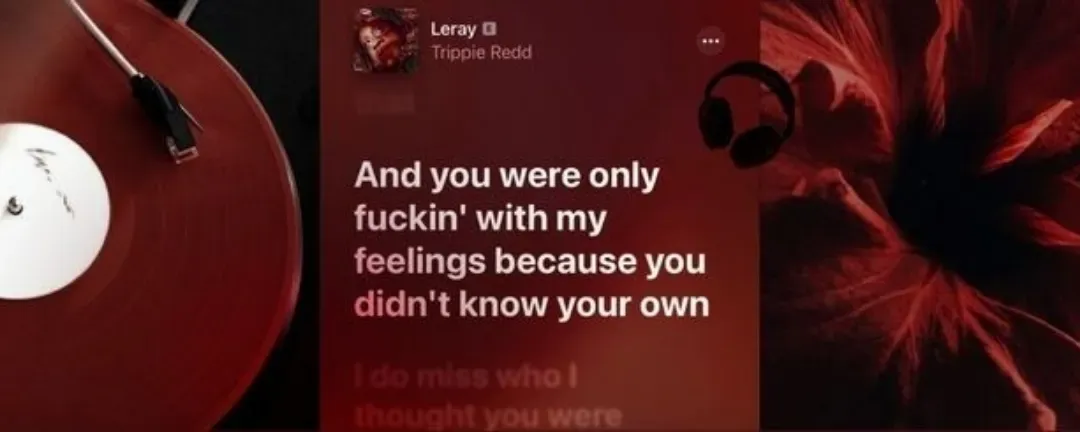 Leray E
Trippie Redd
And you were only
fuckin' with my
feelings because you
didn't know your own
I do miss who I
thought you were